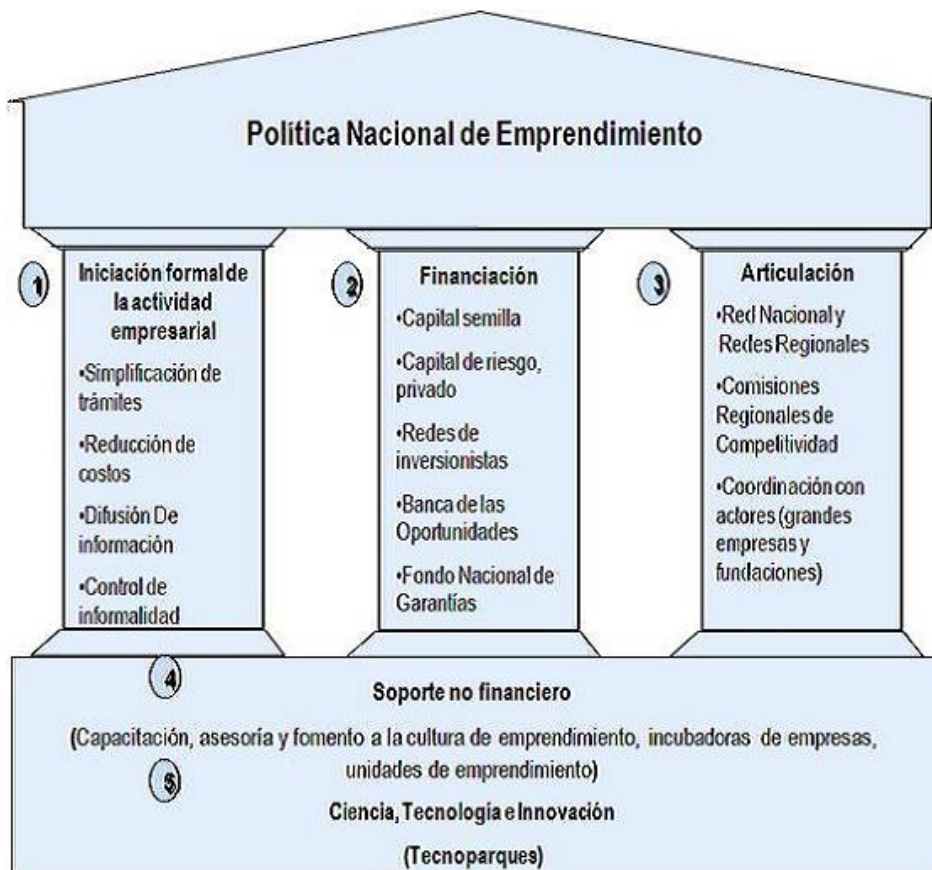 Política Nacional de Emprendimiento
1
Iniciación formal de
la actividad
empresarial
•Simplificación de
trámites
•Reducción de
costos
•Difusión De
información
•Control de
informalidad
2
Financiación
•Capital semilla
•Capital de riesgo,
privado
•Redes de
inversionistas
•Banca de las
Oportunidades
•Fondo Nacional de
Garantías
3
Articulación
•Red Nacional y
Redes Regionales
•Comisiones
Regionales de
Competitividad
•Coordinación con
actores (grandes
empresas y
fundaciones)
4
Soporte no financiero
(Capacitación, asesoría y fomento a la cultura de emprendimiento, incubadoras de empresas,
unidades de emprendimiento)
5
Ciencia, Tecnología e Innovación
(Tecnoparques)